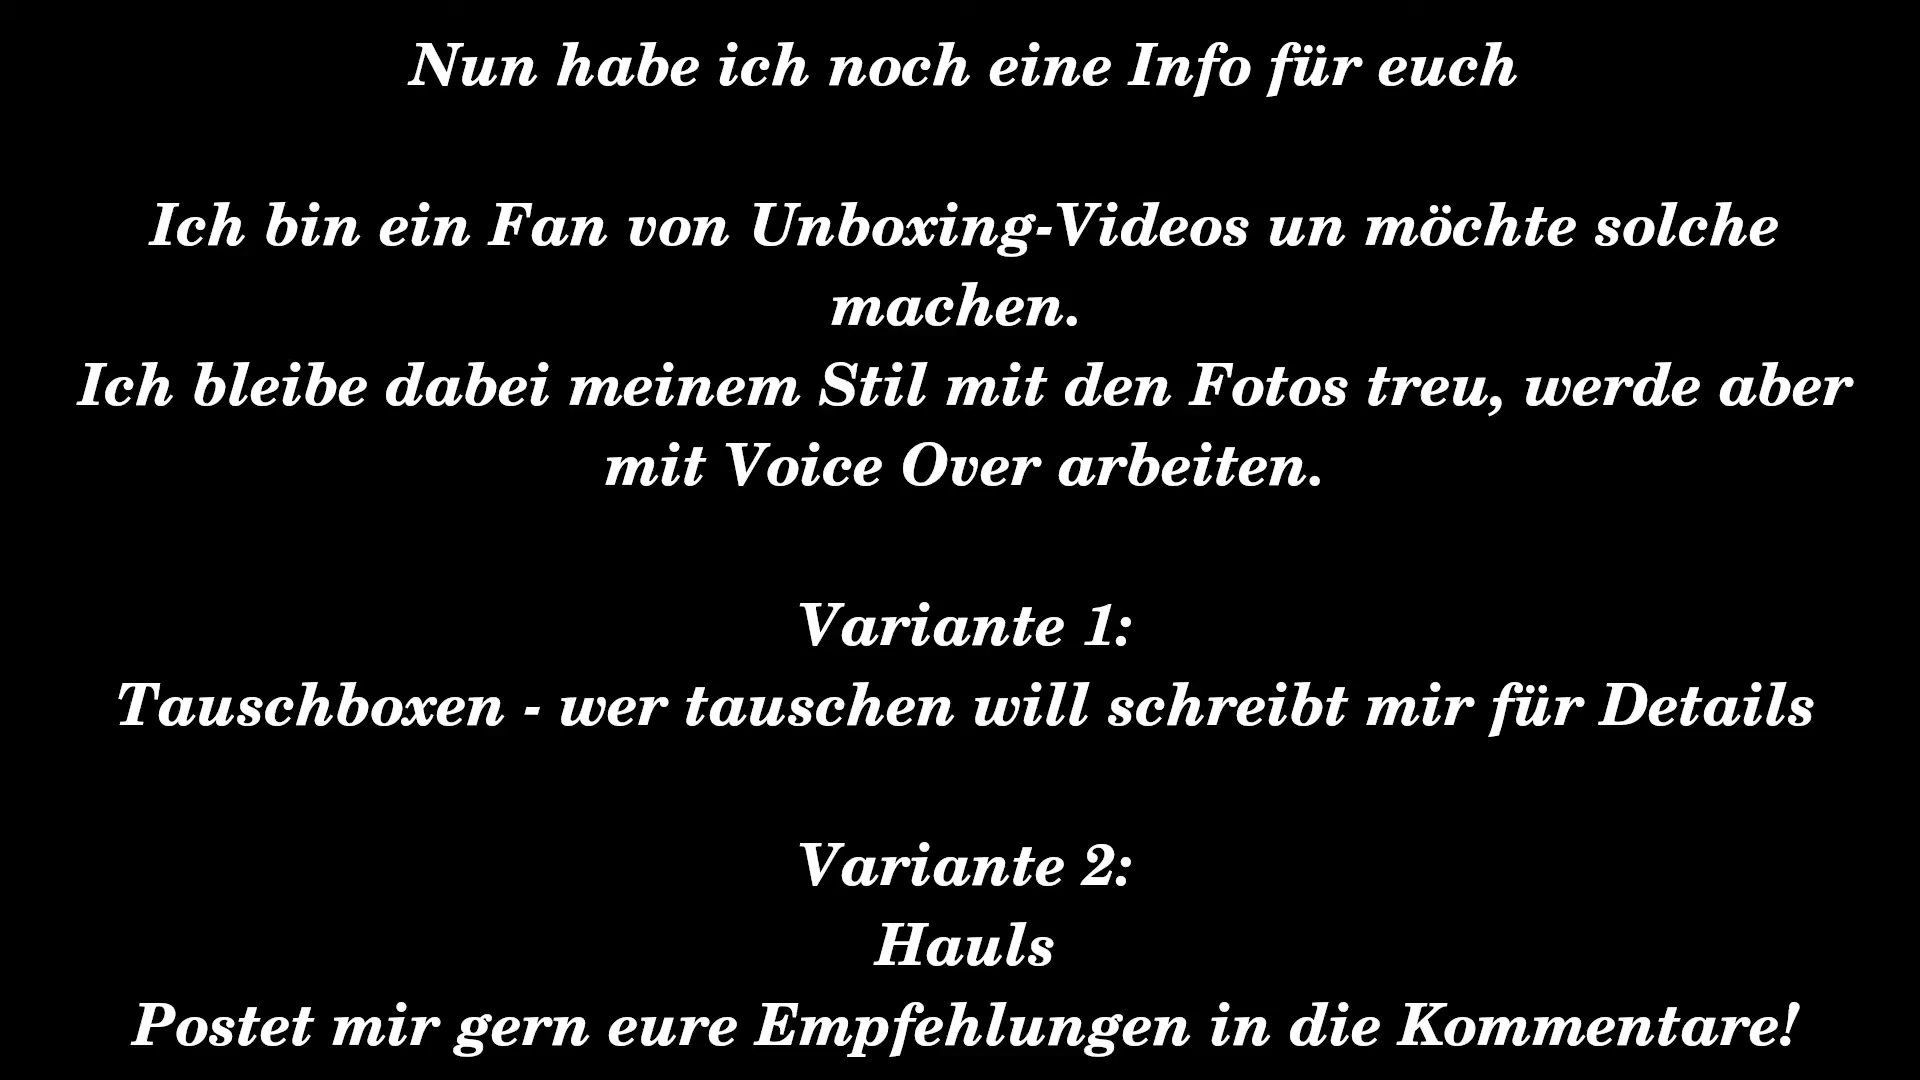 Nun habe ich noch eine Info für euch
Ich bin ein Fan von Unboxing-Videos un möchte solche
machen.
Ich bleibe dabei meinem Stil mit den Fotos treu, werde aber
mit Voice Over arbeiten.
Variante 1:
Tauschboxen - wer tauschen will schreibt mir für Details
Variante 2:
Hauls
Postet mir gern eure Empfehlungen in die Kommentare!